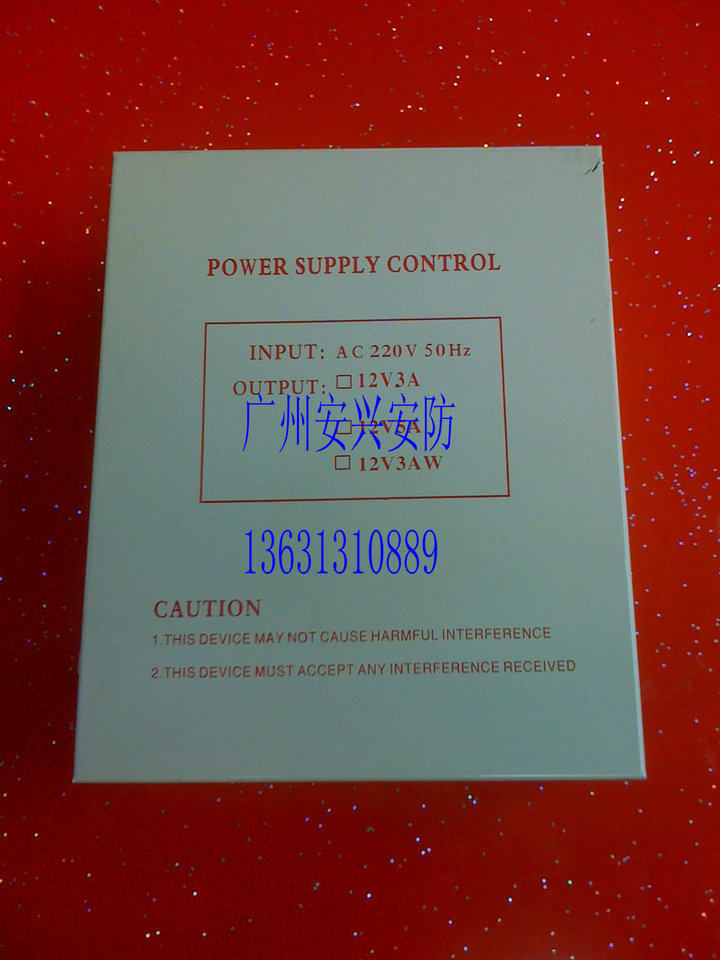 POWER SUPPLY CONTROL
INPUT: AC 220V 50Hz
OUTPUT: □ 12V3A
广州安兴安防
□ 12V5A
□ 12V3AW
13631310889
CAUTION
1.THIS DEVICE MAY NOT CAUSE HARMFUL INTERFERENCE
2.THIS DEVICE MUST ACCEPT ANY INTERFERENCE RECEIVED